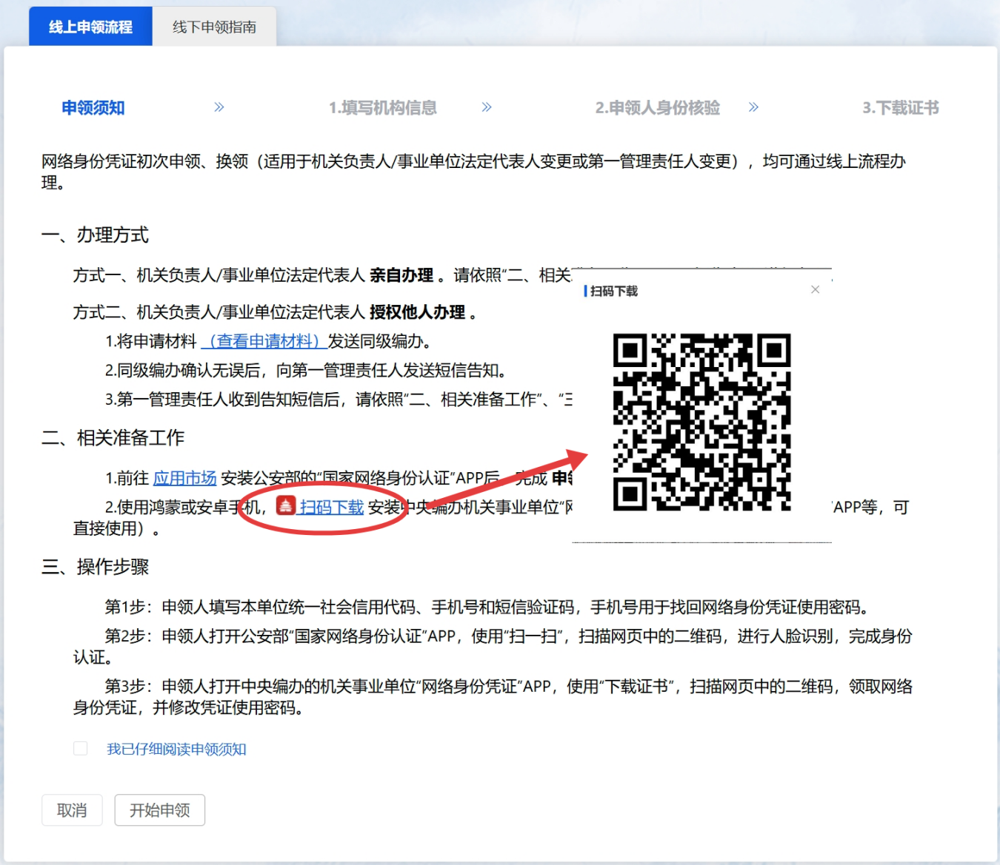 线上申领流程 线下申领指南
申领须知 » 1.填写机构信息 » 2.申领人身份核验 » 3.下载证书
网络身份凭证初次申领、换领（适用于机关负责人/事业单位法定代表人变更或第一管理责任人变更），均可通过线上流程办
理。
一、办理方式
方式一、机关负责人/事业单位法定代表人 亲自办理 。请依照“二、相关
扫码下载
方式二、机关负责人/事业单位法定代表人 授权他人办理 。
1.将申请材料 （查看申请材料） 发送同级编办。
2.同级编办确认无误后，向第一管理责任人发送短信告知。
3.第一管理责任人收到告知短信后，请依照“二、相关准备工作”、“三
二、相关准备工作
1.前往 应用市场 安装公安部的“国家网络身份认证”APP后，完成 申
2.使用鸿蒙或安卓手机， 扫码下载 安装中央编办机关事业单位“网 APP等，可
直接使用）。
三、操作步骤
第1步：申领人填写本单位统一社会信用代码、手机号和短信验证码，手机号用于找回网络身份凭证使用密码。
第2步：申领人打开公安部“国家网络身份认证”APP，使用“扫一扫”，扫描网页中的二维码，进行人脸识别，完成身份
认证。
第3步：申领人打开中央编办的机关事业单位“网络身份凭证”APP，使用“下载证书”，扫描网页中的二维码，领取网络
身份凭证，并修改凭证使用密码。
我已仔细阅读申领须知
取消 开始申领